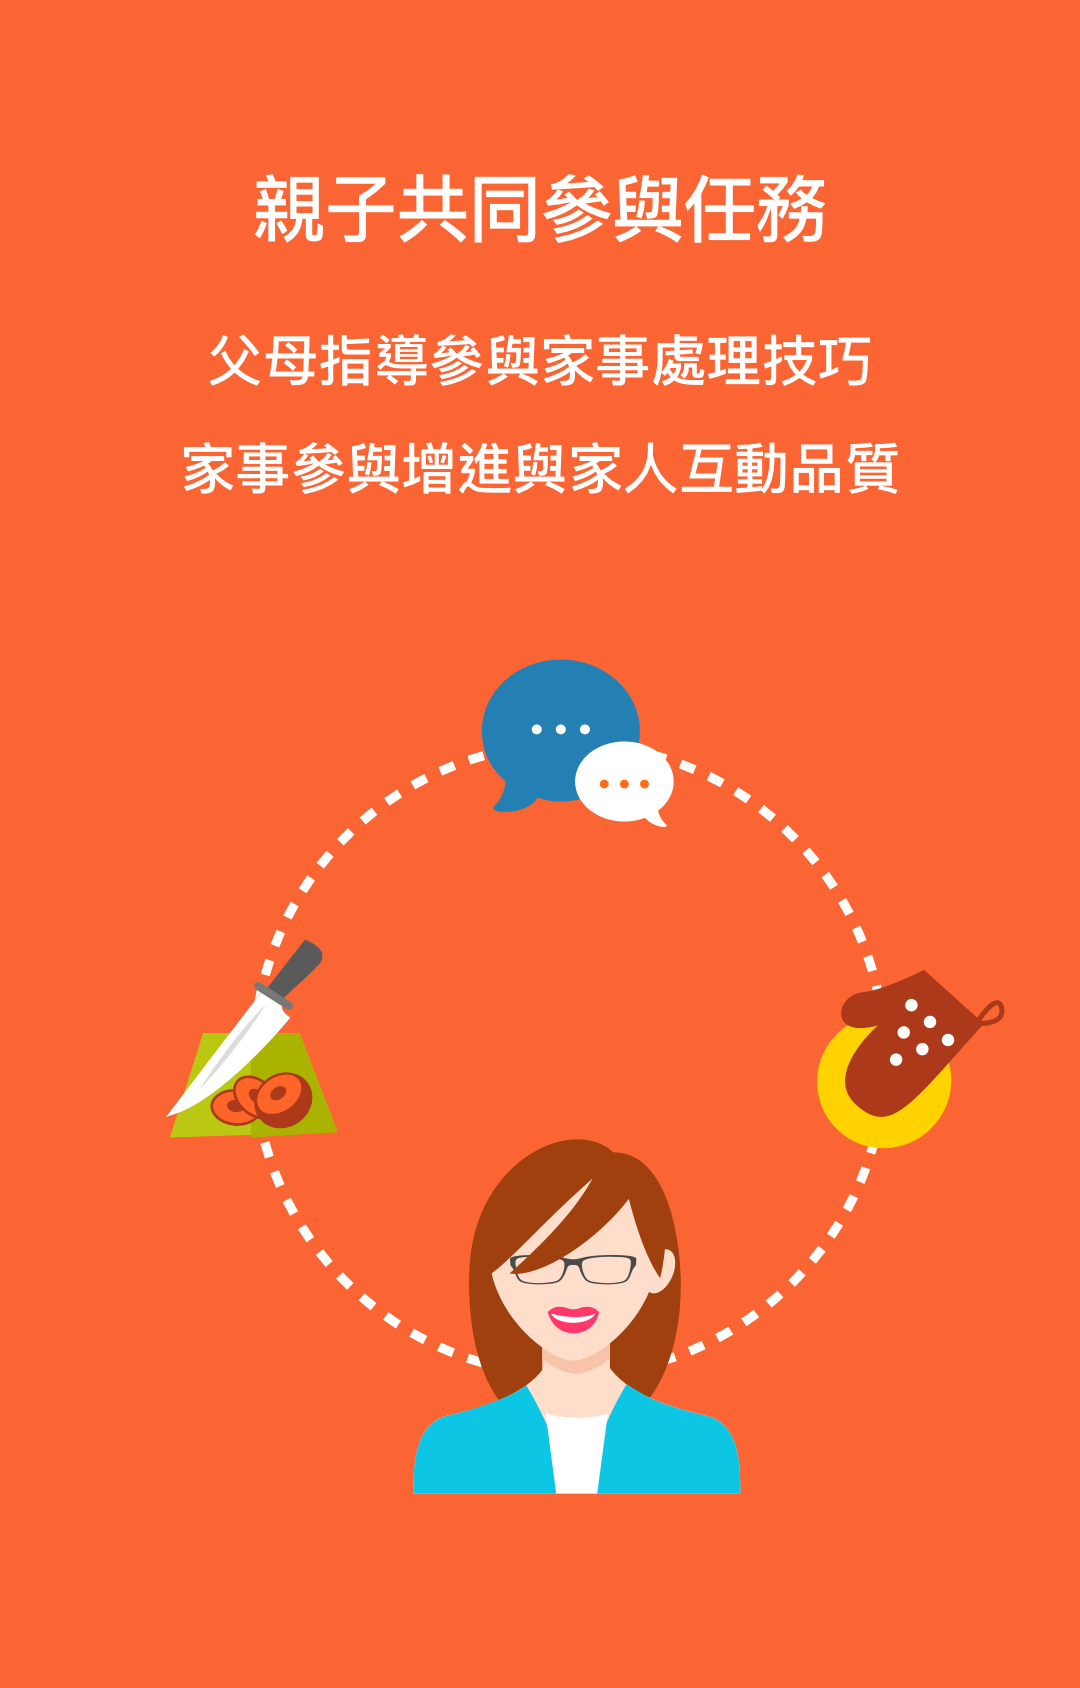 親子共同參與任務
父母指導參與家事處理技巧
家事參與增進與家人互動品質